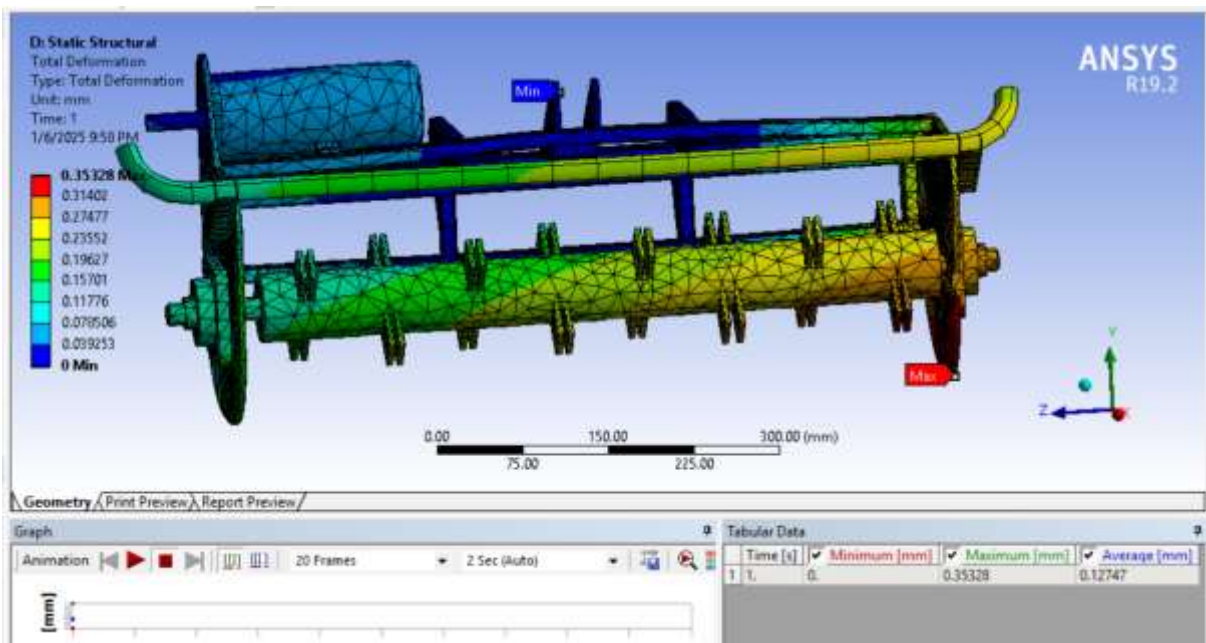 D: Static Structural
Total Deformation
Type: Total Deformation
Unit: mm
Time: 1
1/6/2025 9:58 PM
0.35328 Max
0.31402
0.27477
0.23552
0.19627
0.15701
0.11776
0.078506
0.039253
0 Min
Min
ANSYS
R19.2
Max
Y
Z
X
0.00 150.00 300.00 (mm)
75.00 225.00
Geometry Print Preview Report Preview
Graph
Animation 20 Frames 2 Sec (Auto)
[mm]
Tabular Data
Time [s] Minimum [mm] Maximum [mm] Average [mm]
1 1. 0. 0.35328 0.12747